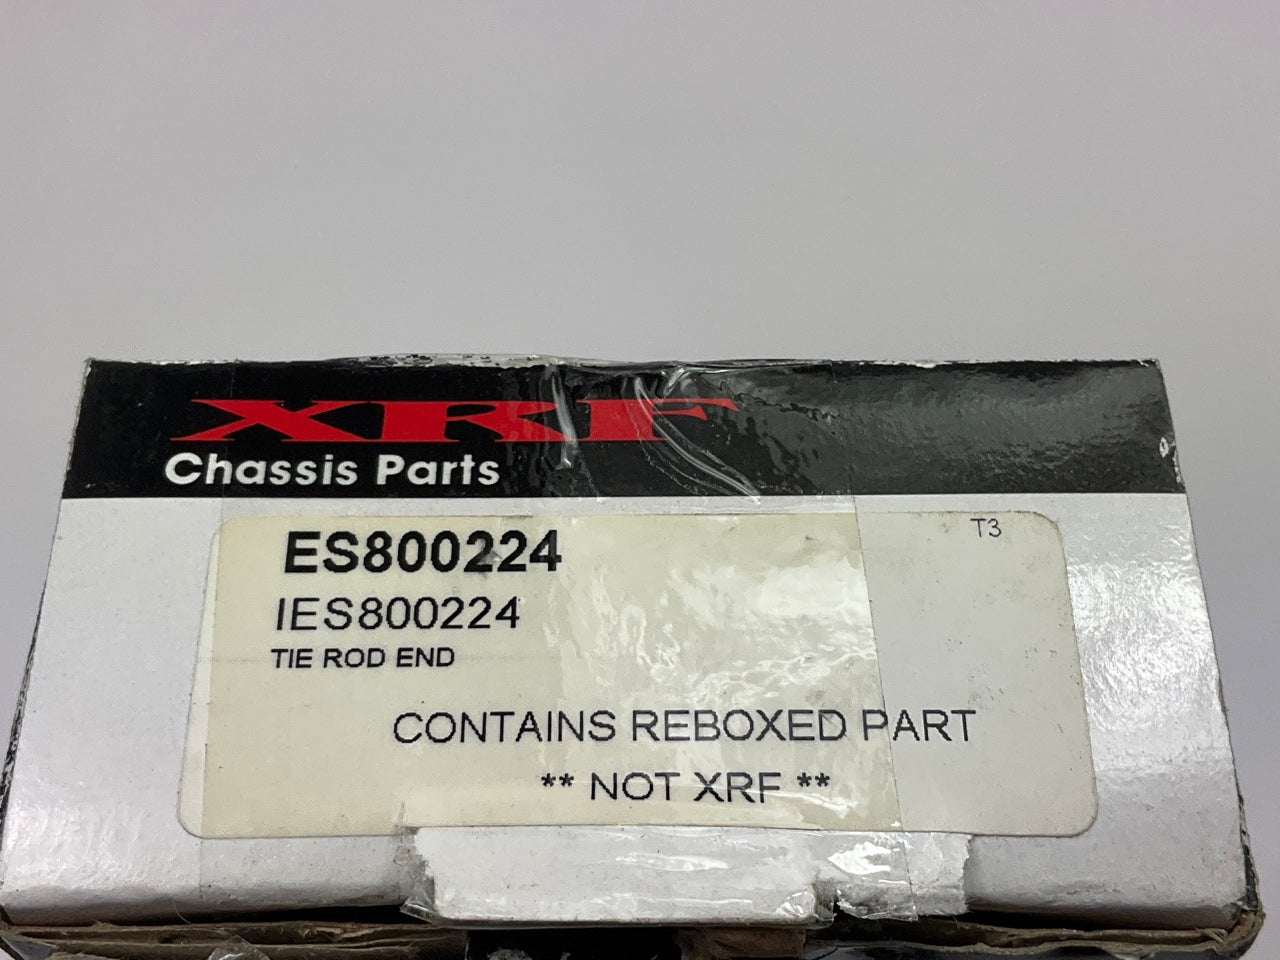 XRF
Chassis Parts
ES800224
T3
IES800224
TIE ROD END
CONTAINS REBOXED PART
** NOT XRF **